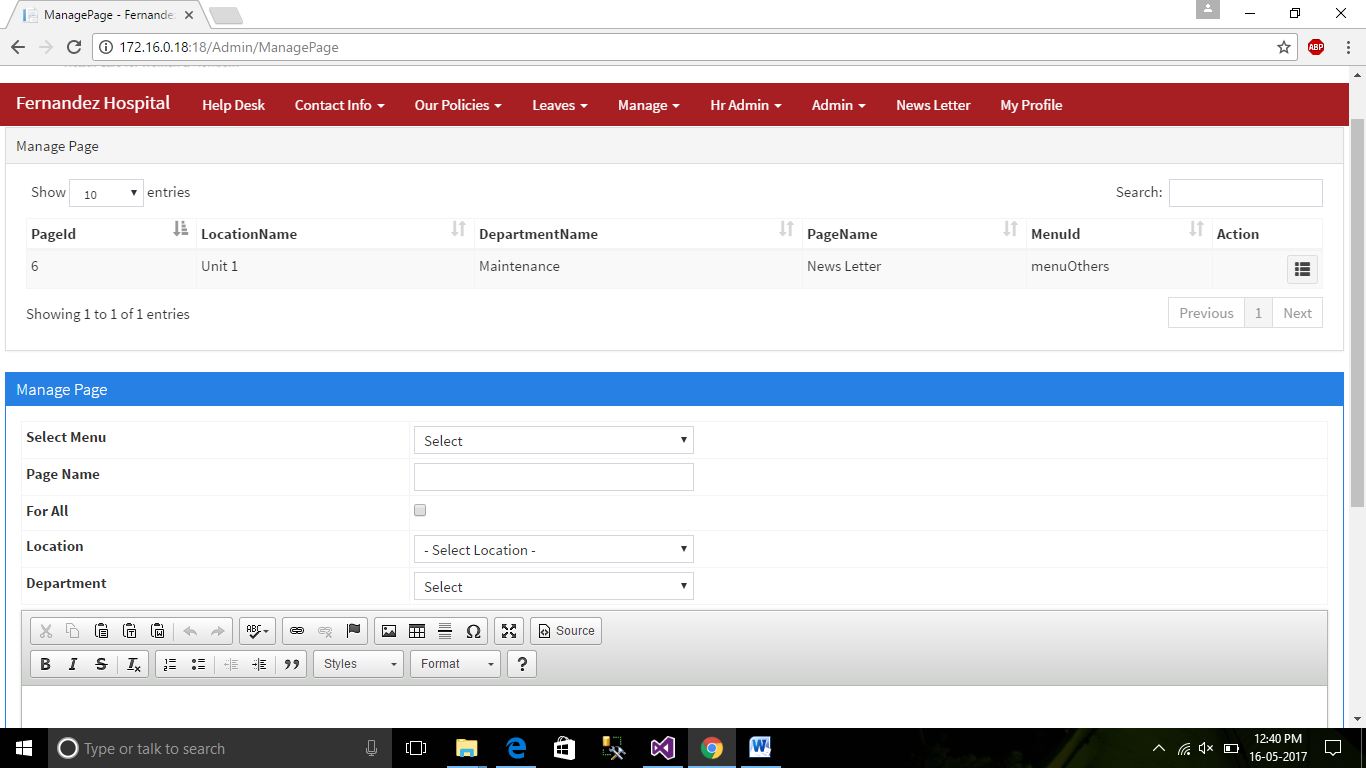 ManagePage - Fernande
172.16.0.18:18/Admin/ManagePage
ABP
Fernandez Hospital Help Desk Contact Info Our Policies Leaves Manage Hr Admin Admin News Letter My Profile
Manage Page
Show 10 entries Search:
PageId LocationName DepartmentName PageName MenuId Action
6 Unit 1 Maintenance News Letter menuOthers
Showing 1 to 1 of 1 entries Previous 1 Next
Manage Page
Select Menu Select
Page Name
For All
Location - Select Location -
Department Select
ABC Ω Source
B I S Tx Styles Format ?
Type or talk to search
12:40 PM
16-05-2017